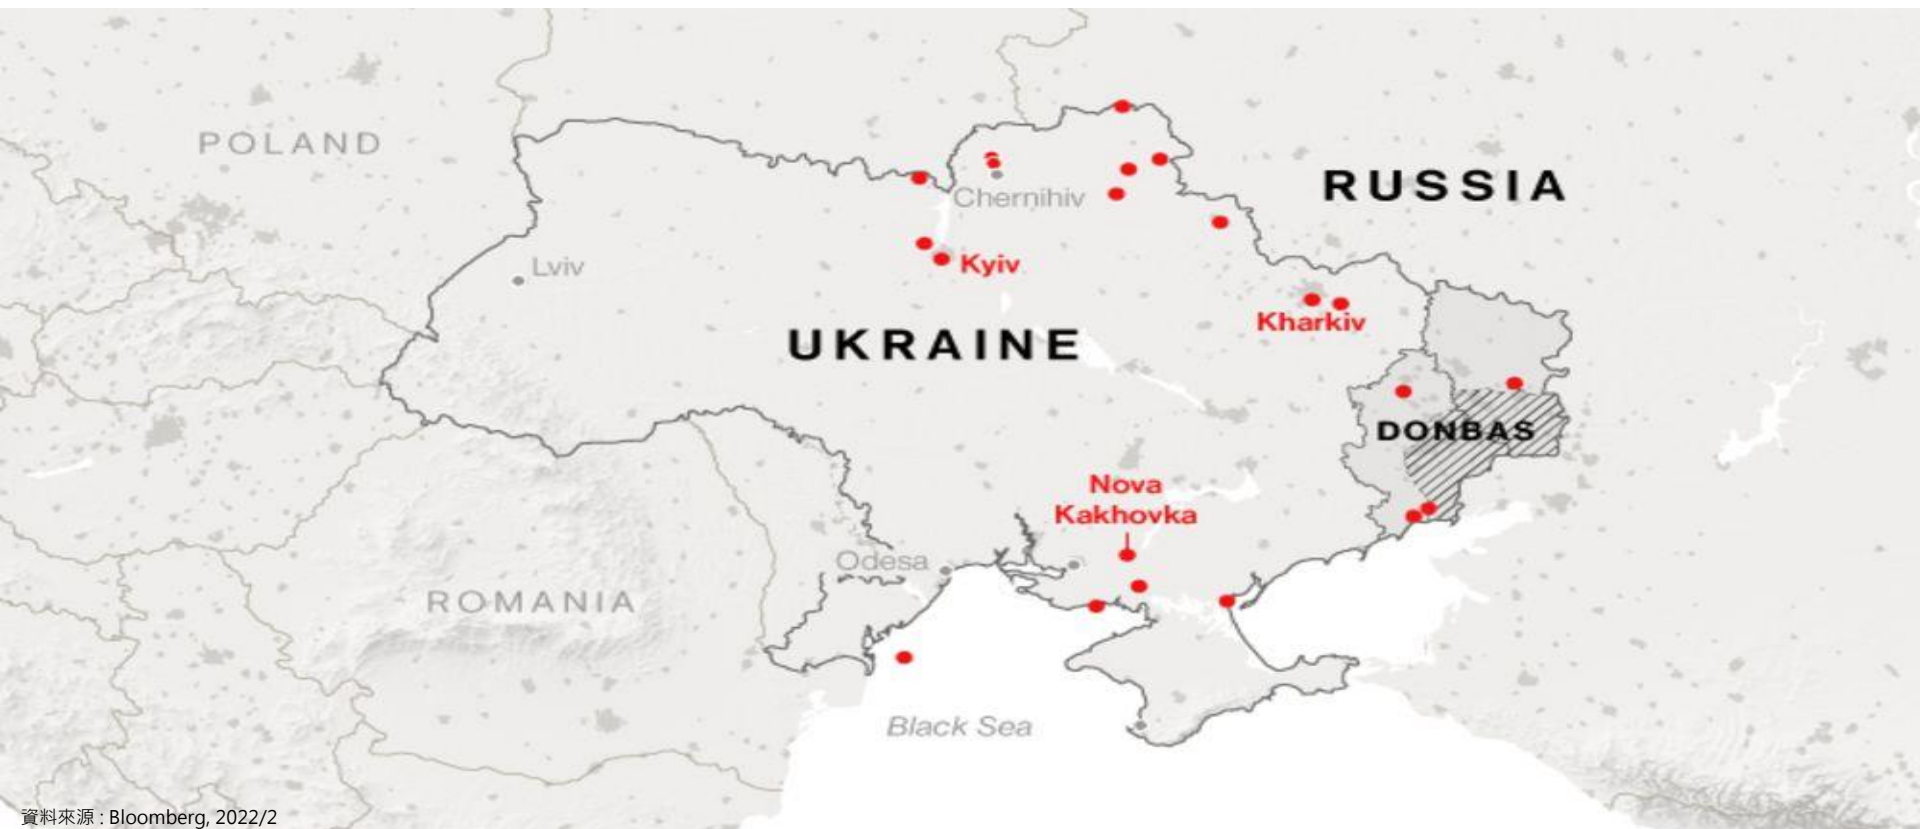 POLAND
RUSSIA
Chernihiv
Lviv
Kyiv
Kharkiv
UKRAINE
DONBAS
Nova
Kakhovka
Odesa
ROMANIA
Black Sea
資料來源 : Bloomberg, 2022/2